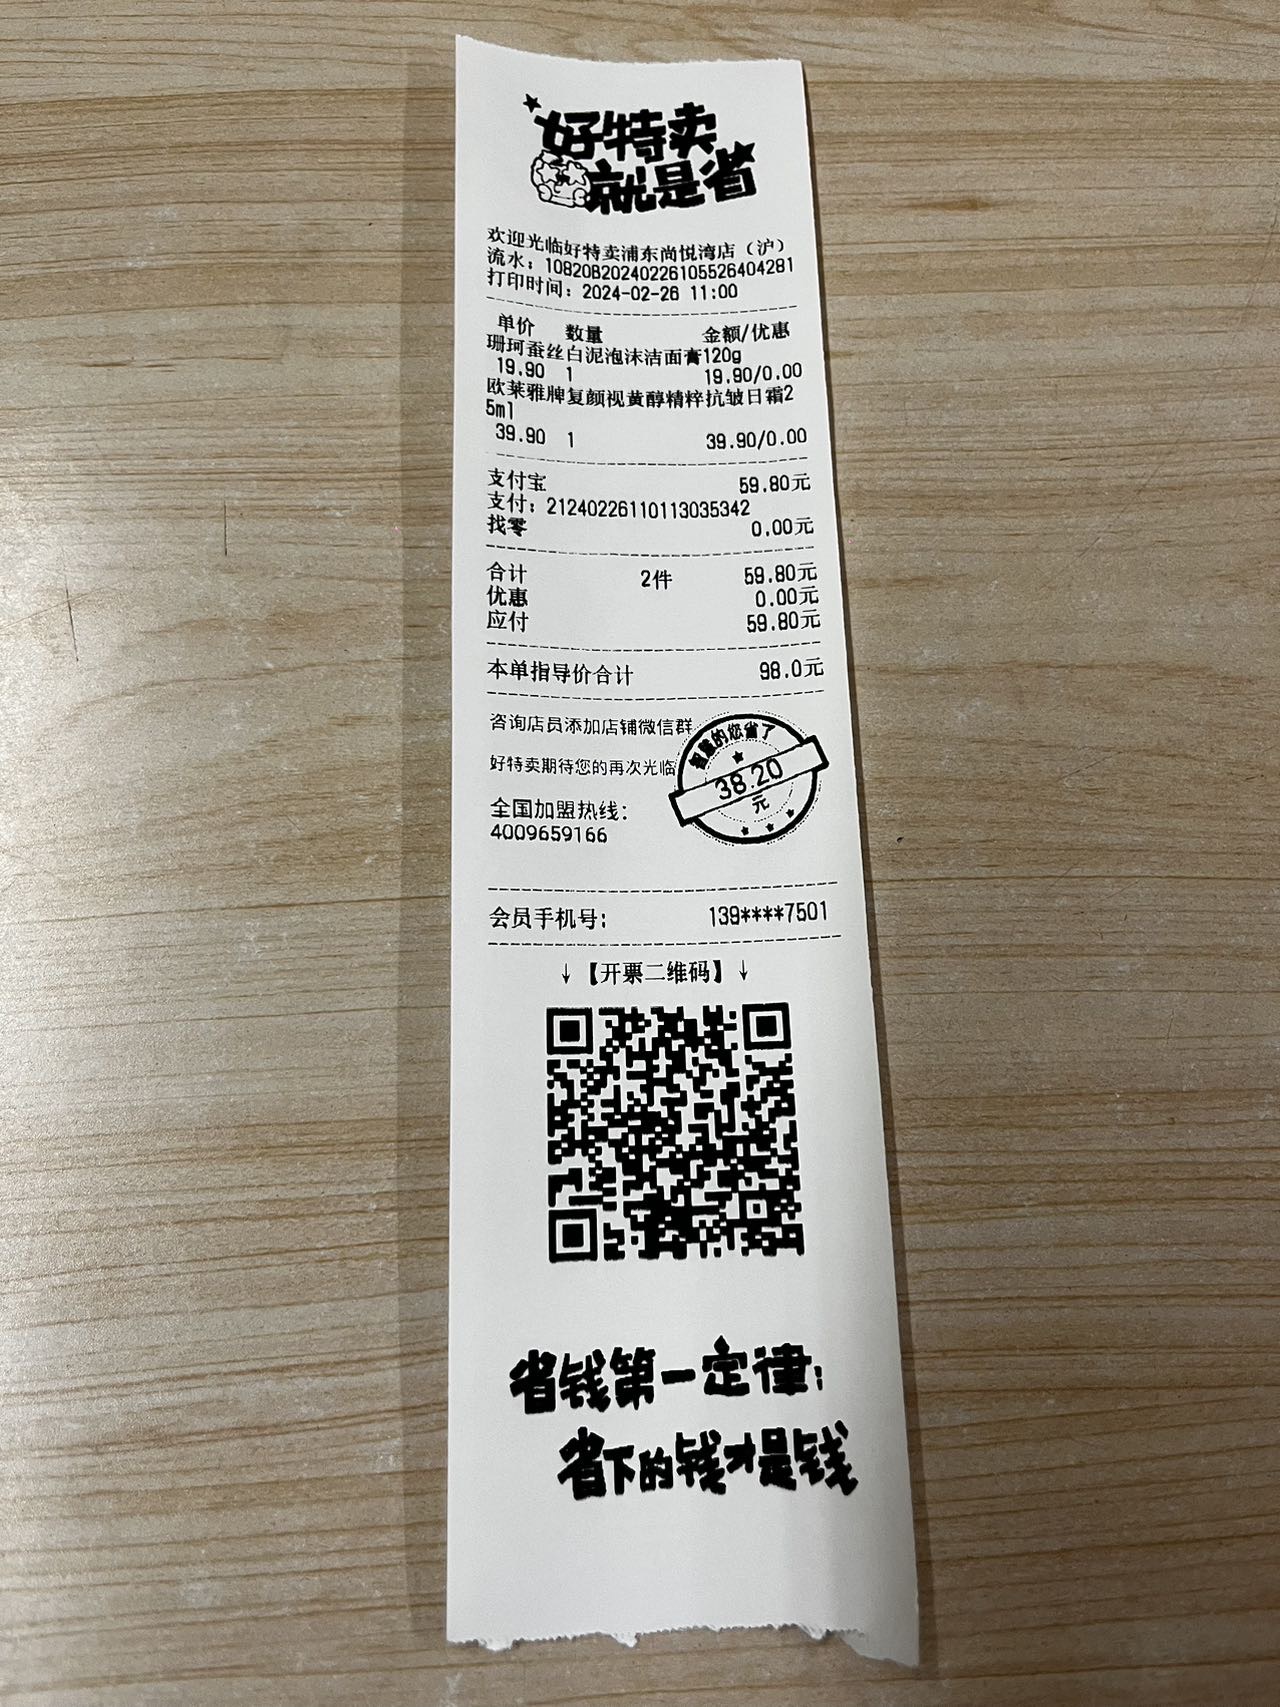 好特卖
就是省
欢迎光临好特卖浦东尚悦湾店（沪）
流水：10820B20240226105526404281
打印时间：2024-02-26 11:00
单价 数量 金额/优惠
珊珂蚕丝白泥泡沫洁面膏120g
19.90 1 19.90/0.00
欧莱雅牌复颜视黄醇精粹抗皱日霜2
5ml
39.90 1 39.90/0.00
支付宝 59.80元
支付：21240226110113035342
找零 0.00元
合计 2件 59.80元
优惠 0.00元
应付 59.80元
本单指导价合计 98.0元
咨询店员添加店铺微信群
好特卖期待您的再次光临
智慧的您省了
38.20
元
全国加盟热线：
4009659166
会员手机号： 139****7501
↓【开票二维码】↓
省钱第一定律：
省下的钱才是钱